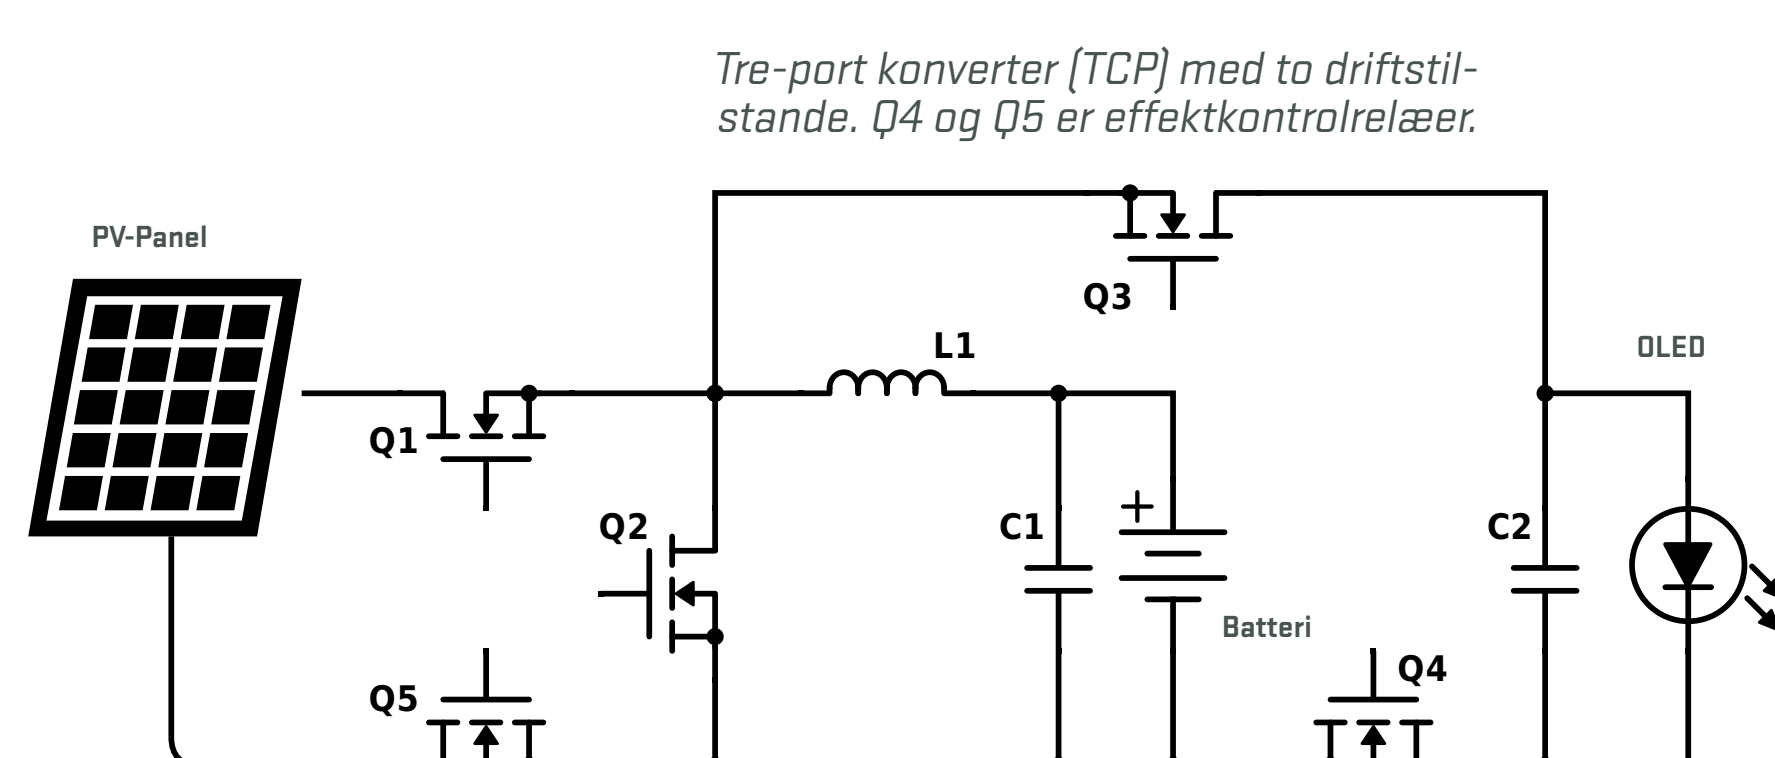 Tre-port konverter (TCP) med to driftstil-
stande. Q4 og Q5 er effektkontrolrelæer.
PV-Panel
Q3
L1
OLED
Q1
+
Q2
C1
C2
Batteri
Q4
Q5